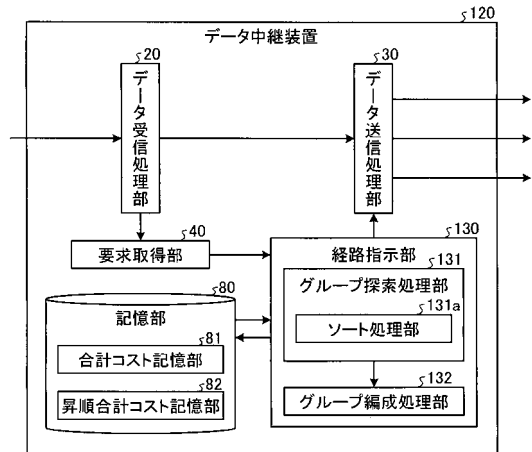 120
データ中継装置
20
データ受信処理部
30
データ送信処理部
40
要求取得部
130
経路指示部
131
グループ探索処理部
131a
ソート処理部
132
グループ編成処理部
80
記憶部
81
合計コスト記憶部
82
昇順合計コスト記憶部